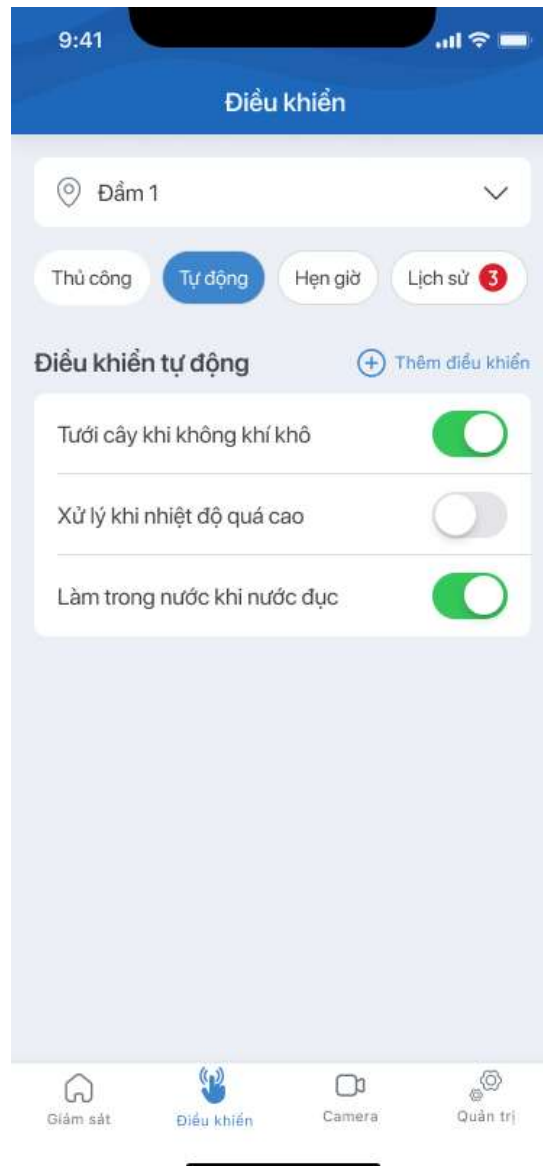 9:41
Điều khiển
Đầm 1
Thủ công Tự động Hẹn giờ Lịch sử 3
Điều khiển tự động Thêm điều khiển
Tưới cây khi không khí khô
Xử lý khi nhiệt độ quá cao
Làm trong nước khi nước đục
Giám sát Điều khiển Camera Quản trị